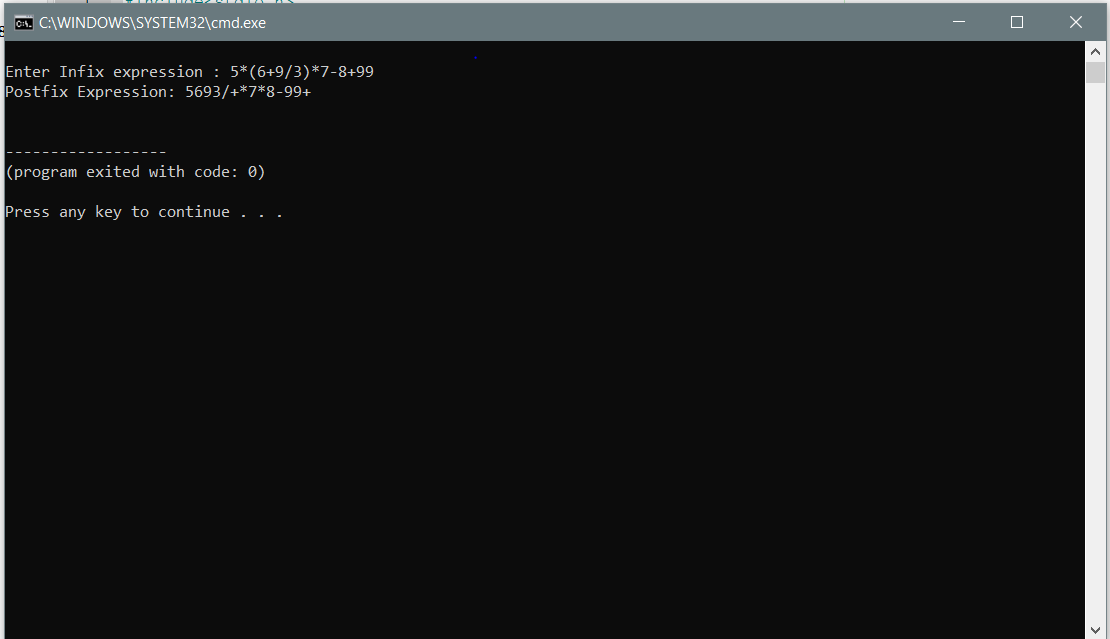 C:\WINDOWS\SYSTEM32\cmd.exe
Enter Infix expression : 5*(6+9/3)*7-8+99
Postfix Expression: 5693/+*7*8-99+
------------------
(program exited with code: 0)
Press any key to continue . . .